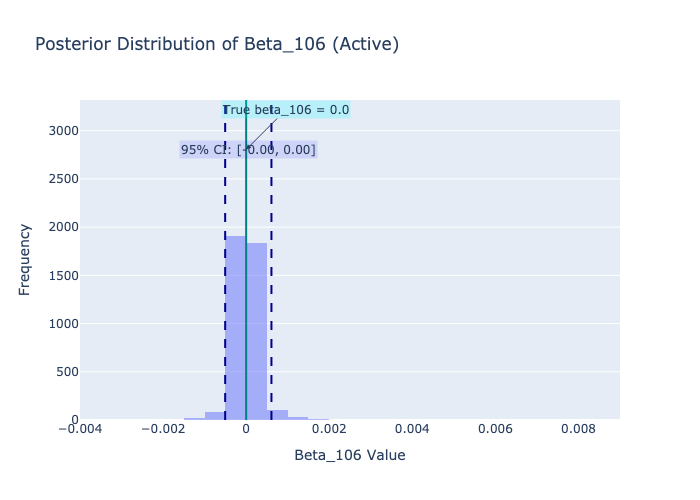 Posterior Distribution of Beta_106 (Active)
True beta_106 = 0.0
95% CI: [-0.00, 0.00]
3000
2500
2000
1500
1000
500
0
Frequency
−0.004
−0.002
0
0.002
0.004
0.006
0.008
Beta_106 Value